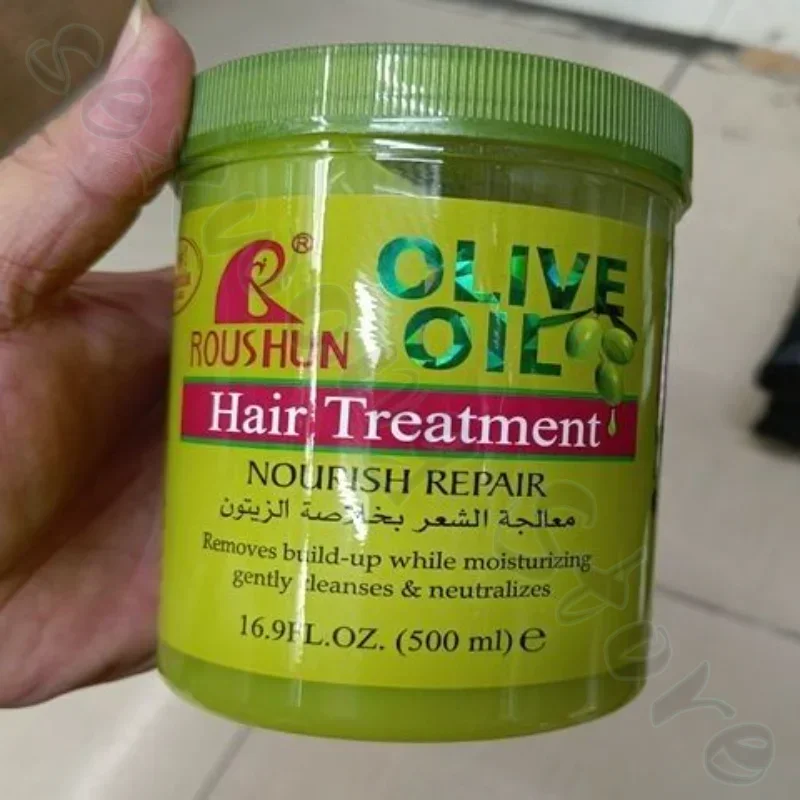 OLIVE
OIL
R ®
ROUSHUN
Hair Treatment
NOURISH REPAIR
معالجة الشعر بخلاصة الزيتون
Removes build-up while moisturizing
gently cleanses & neutralizes
16.9FL.OZ. (500 ml) e